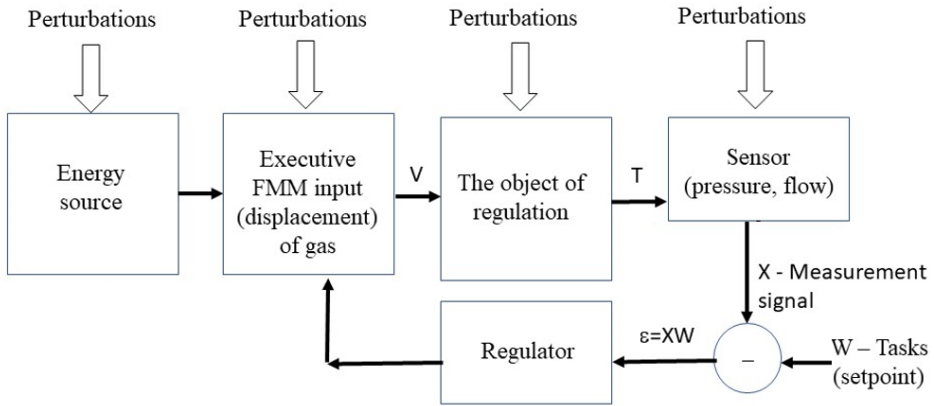 Perturbations
Perturbations
Perturbations
Perturbations
Energy
source
Executive
FMM input
(displacement)
of gas
V
The object of
regulation
T
Sensor
(pressure, flow)
X - Measurement
signal
Regulator
ε=XW
–
W – Tasks
(setpoint)